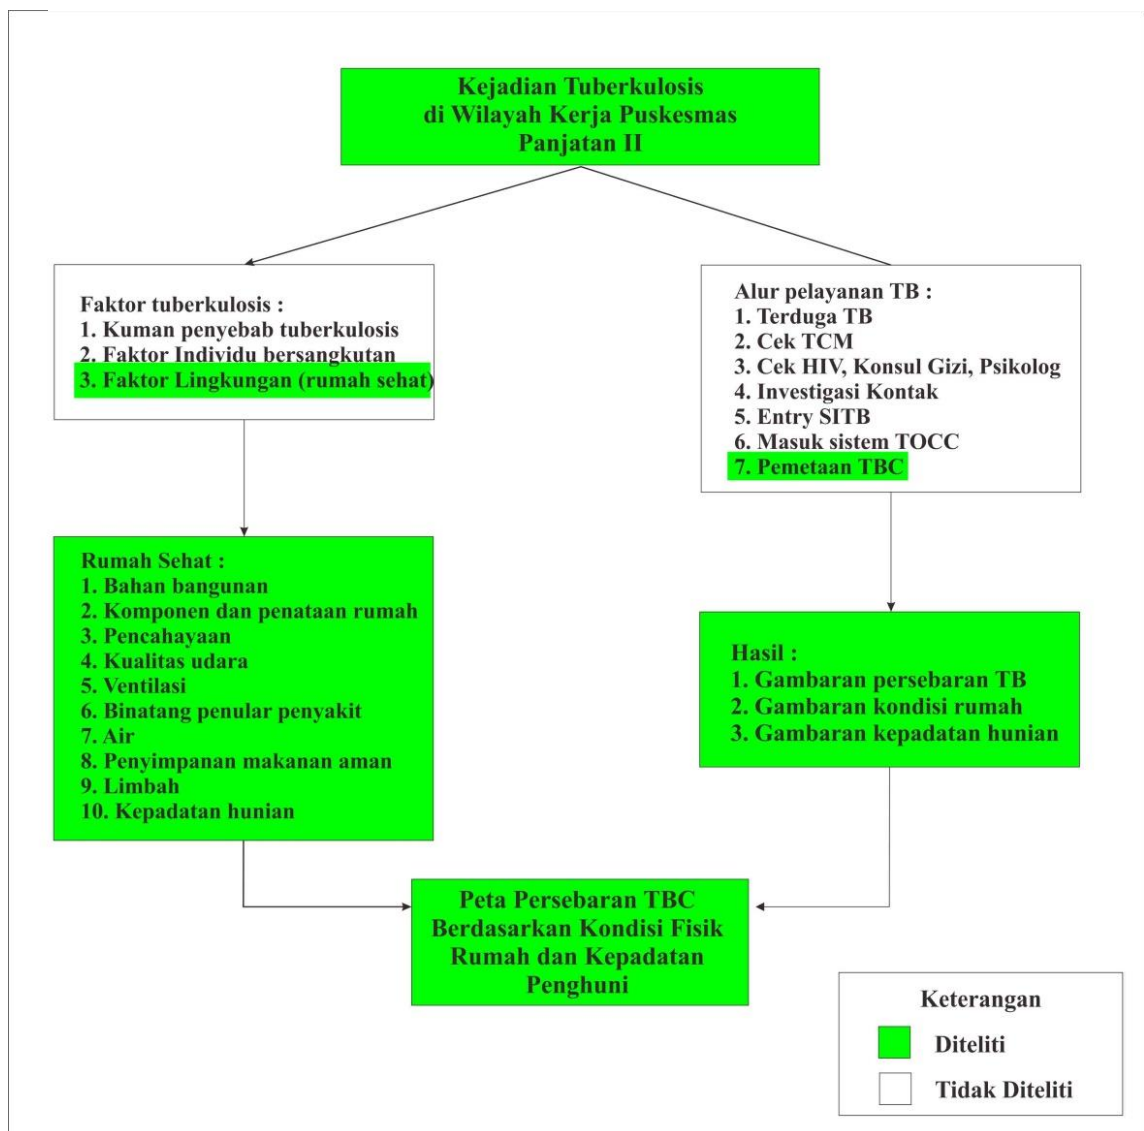 Kejadian Tuberkulosis
di Wilayah Kerja Puskesmas
Panjatan II
Faktor tuberkulosis :
1. Kuman penyebab tuberkulosis
2. Faktor Individu bersangkutan
3. Faktor Lingkungan (rumah sehat)
Alur pelayanan TB :
1. Terduga TB
2. Cek TCM
3. Cek HIV, Konsul Gizi, Psikolog
4. Investigasi Kontak
5. Entry SITB
6. Masuk sistem TOCC
7. Pemetaan TBC
Rumah Sehat :
1. Bahan bangunan
2. Komponen dan penataan rumah
3. Pencahayaan
4. Kualitas udara
5. Ventilasi
6. Binatang penular penyakit
7. Air
8. Penyimpanan makanan aman
9. Limbah
10. Kepadatan hunian
Hasil :
1. Gambaran persebaran TB
2. Gambaran kondisi rumah
3. Gambaran kepadatan hunian
Peta Persebaran TBC
Berdasarkan Kondisi Fisik
Rumah dan Kepadatan
Penghuni
Keterangan
Diteliti
Tidak Diteliti